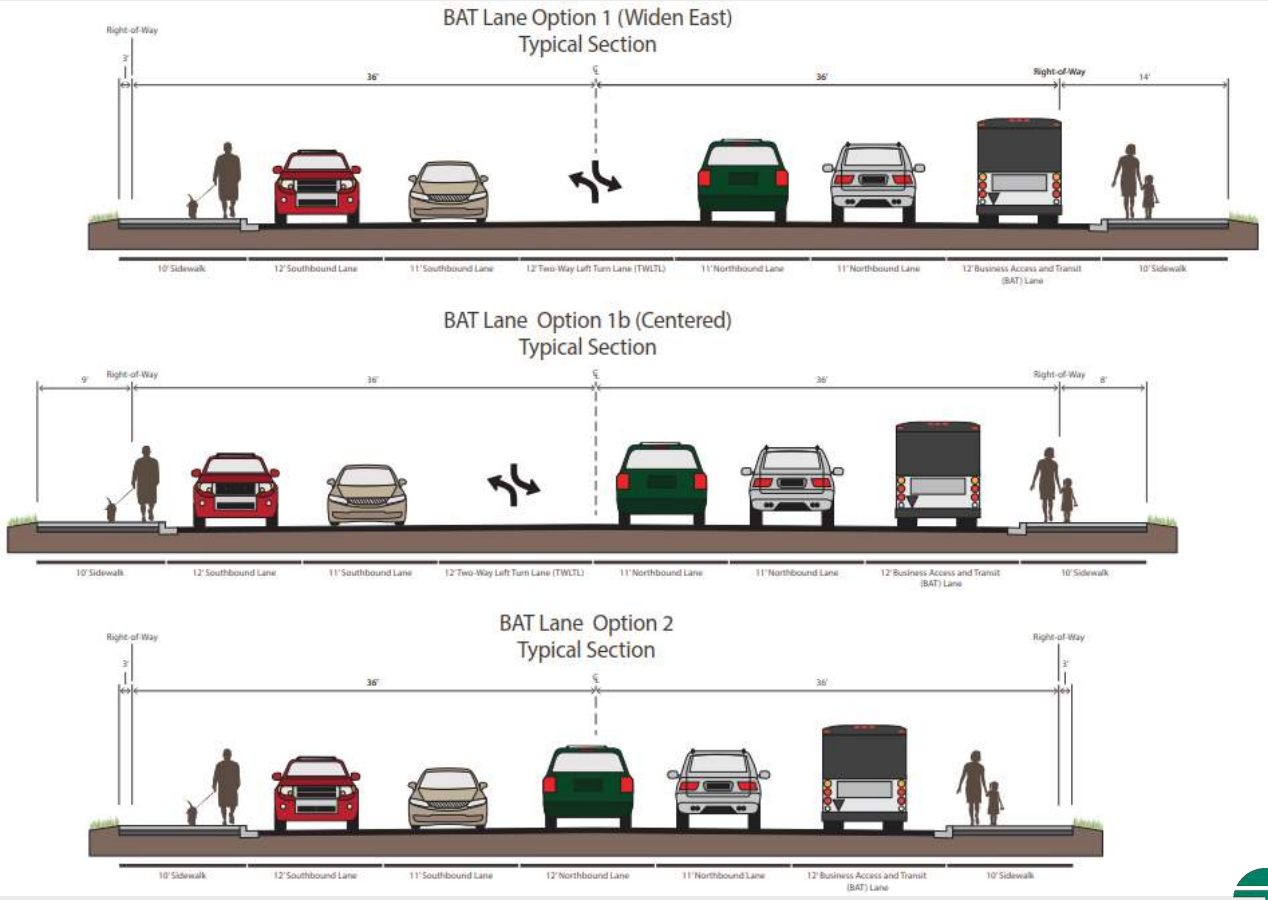 BAT Lane Option 1 (Widen East)
Typical Section
Right-of-Way
3'
36'
℄
36'
Right-of-Way
14'
10' Sidewalk
12' Southbound Lane
11' Southbound Lane
12' Two-Way Left Turn Lane (TWLTL)
11' Northbound Lane
11' Northbound Lane
12' Business Access and Transit
(BAT) Lane
10' Sidewalk
BAT Lane Option 1b (Centered)
Typical Section
9'
Right-of-Way
36'
℄
36'
Right-of-Way
8'
10' Sidewalk
12' Southbound Lane
11' Southbound Lane
12' Two-Way Left Turn Lane (TWLTL)
11' Northbound Lane
11' Northbound Lane
12' Business Access and Transit
(BAT) Lane
10' Sidewalk
BAT Lane Option 2
Typical Section
Right-of-Way
3'
36'
℄
36'
Right-of-Way
3'
10' Sidewalk
12' Southbound Lane
11' Southbound Lane
12' Northbound Lane
11' Northbound Lane
12' Business Access and Transit
(BAT) Lane
10' Sidewalk